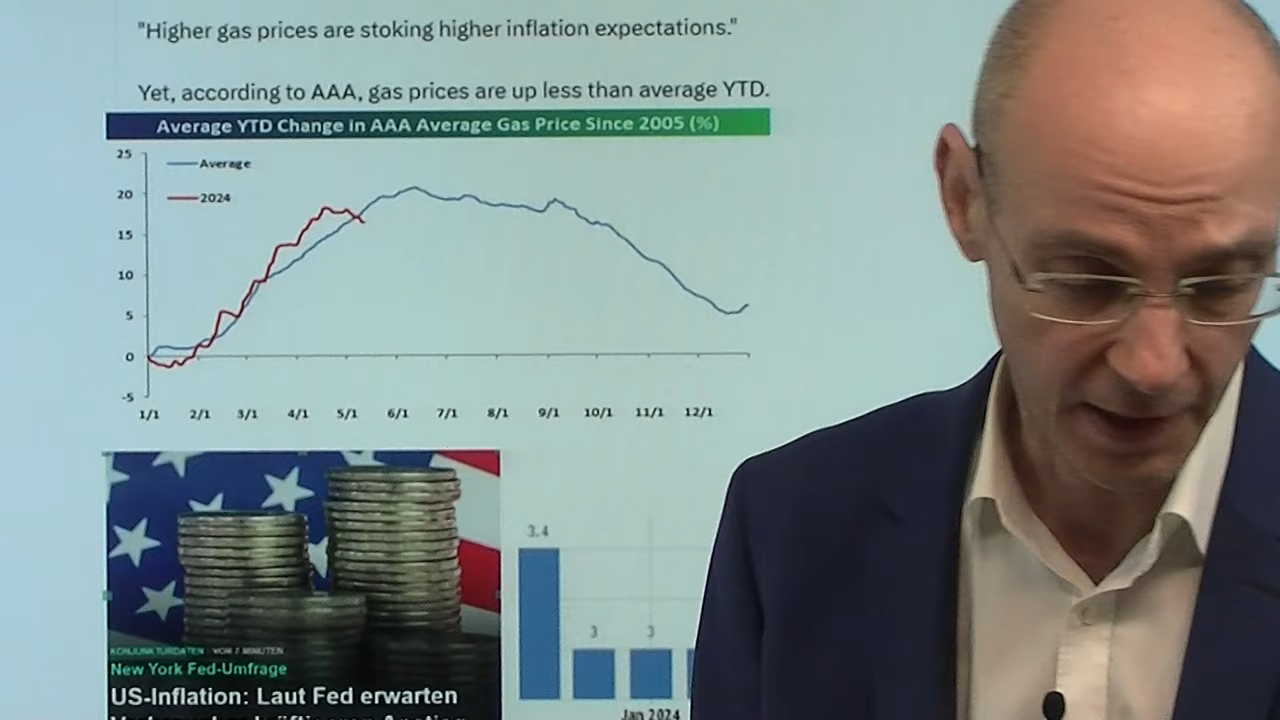 "Higher gas prices are stoking higher inflation expectations."
Yet, according to AAA, gas prices are up less than average YTD.
Average YTD Change in AAA Average Gas Price Since 2005 (%)
25
20
15
10
5
0
-5
Average
2024
1/1 2/1 3/1 4/1 5/1 6/1 7/1 8/1 9/1 10/1 11/1 12/1
3.4
3
3
Jan 2024
KONJUNKTURDATEN VOR 7 MINUTEN
New York Fed-Umfrage
US-Inflation: Laut Fed erwarten